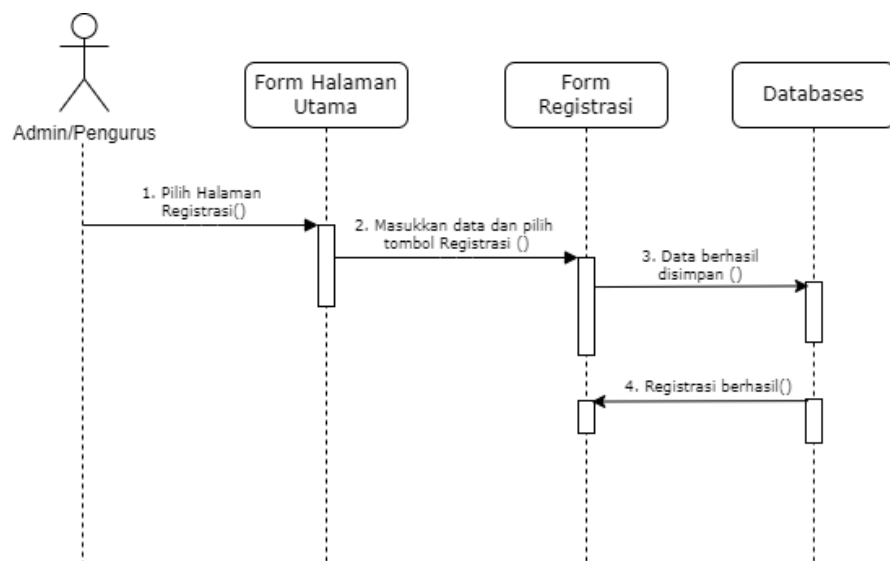 Admin/Pengurus
Form Halaman
Utama
Form
Registrasi
Databases
1. Pilih Halaman
Registrasi()
2. Masukkan data dan pilih
tombol Registrasi ()
3. Data berhasil
disimpan ()
4. Registrasi berhasil()